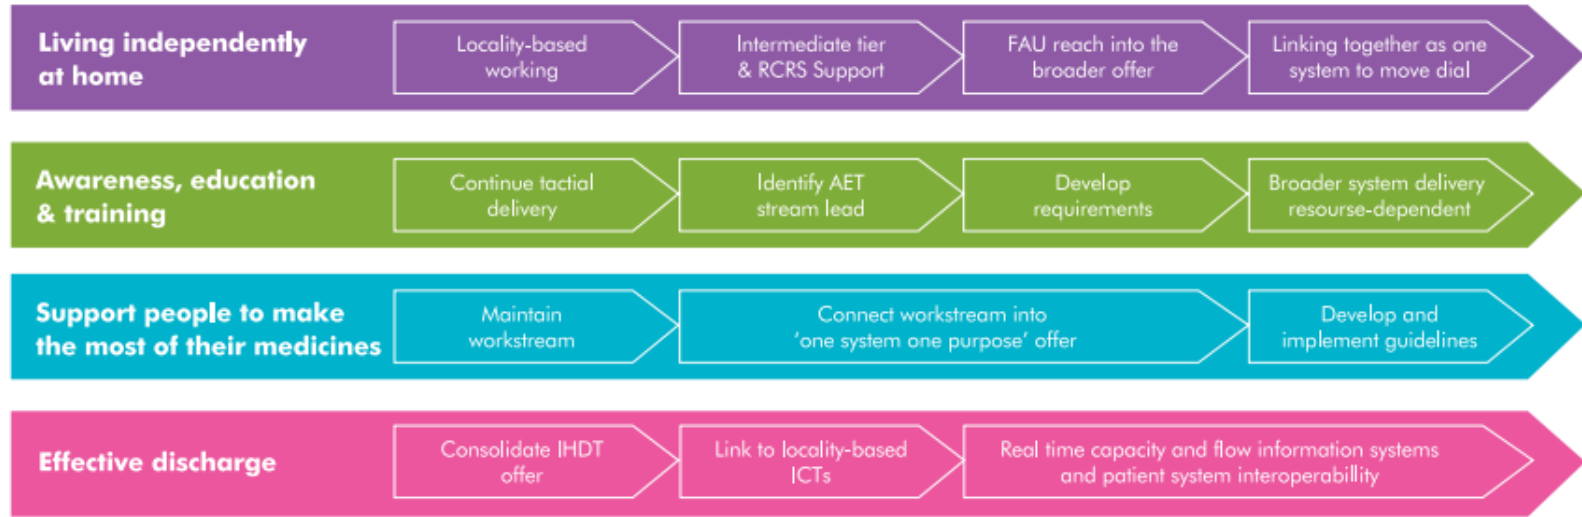 Living independently
at home
Locality-based
working
Intermediate tier
& RCRS Support
FAU reach into the
broader offer
Linking together as one
system to move dial
Awareness, education
& training
Continue tactial
delivery
Identify AET
stream lead
Develop
requirements
Broader system delivery
resourse-dependent
Support people to make
the most of their medicines
Maintain
workstream
Connect workstream into
‘one system one purpose’ offer
Develop and
implement guidelines
Effective discharge
Consolidate IHDT
offer
Link to locality-based
ICTs
Real time capacity and flow information systems
and patient system interoperabillity